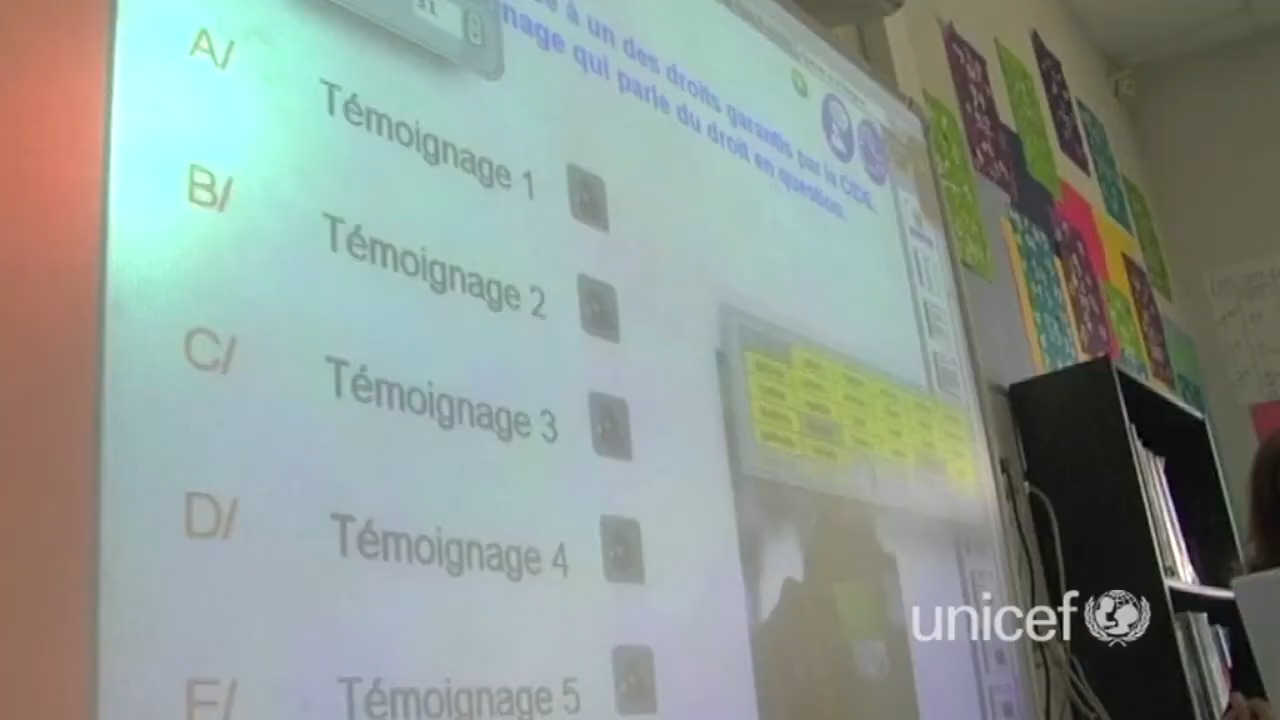 31
à un des droits garantis par la CIDE.
nage qui parle du droit en question.
A/
Témoignage 1
B/
Témoignage 2
C/
Témoignage 3
D/
Témoignage 4
E/
Témoignage 5
unicef